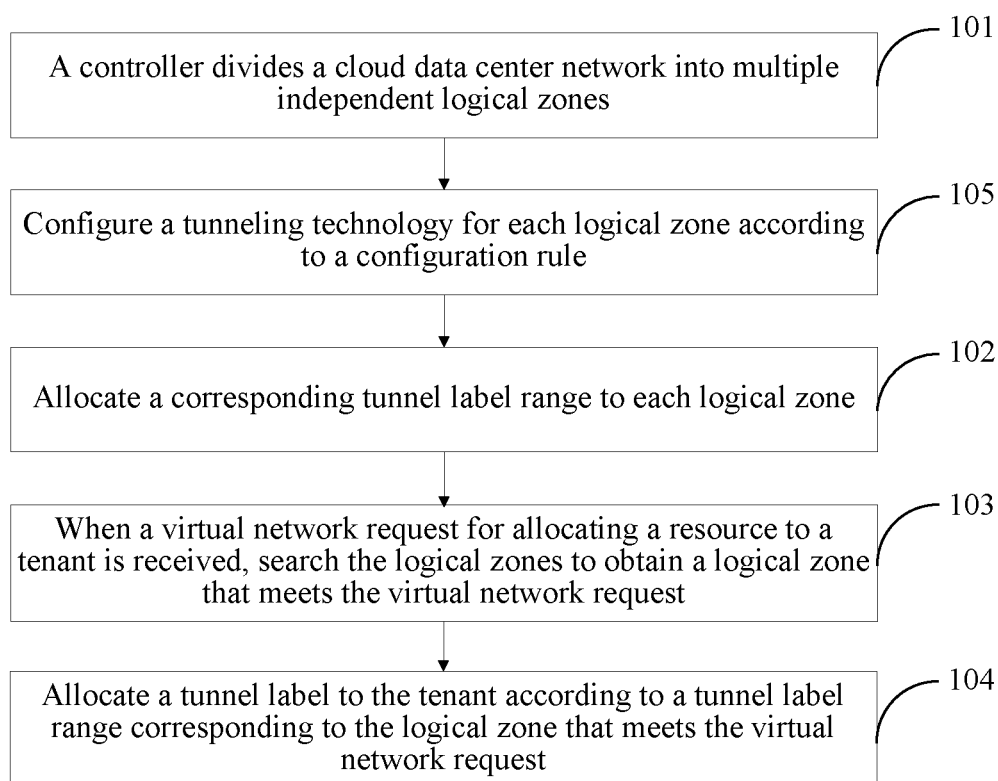 101
A controller divides a cloud data center network into multiple
independent logical zones
105
Configure a tunneling technology for each logical zone according
to a configuration rule
102
Allocate a corresponding tunnel label range to each logical zone
103
When a virtual network request for allocating a resource to a
tenant is received, search the logical zones to obtain a logical zone
that meets the virtual network request
104
Allocate a tunnel label to the tenant according to a tunnel label
range corresponding to the logical zone that meets the virtual
network request